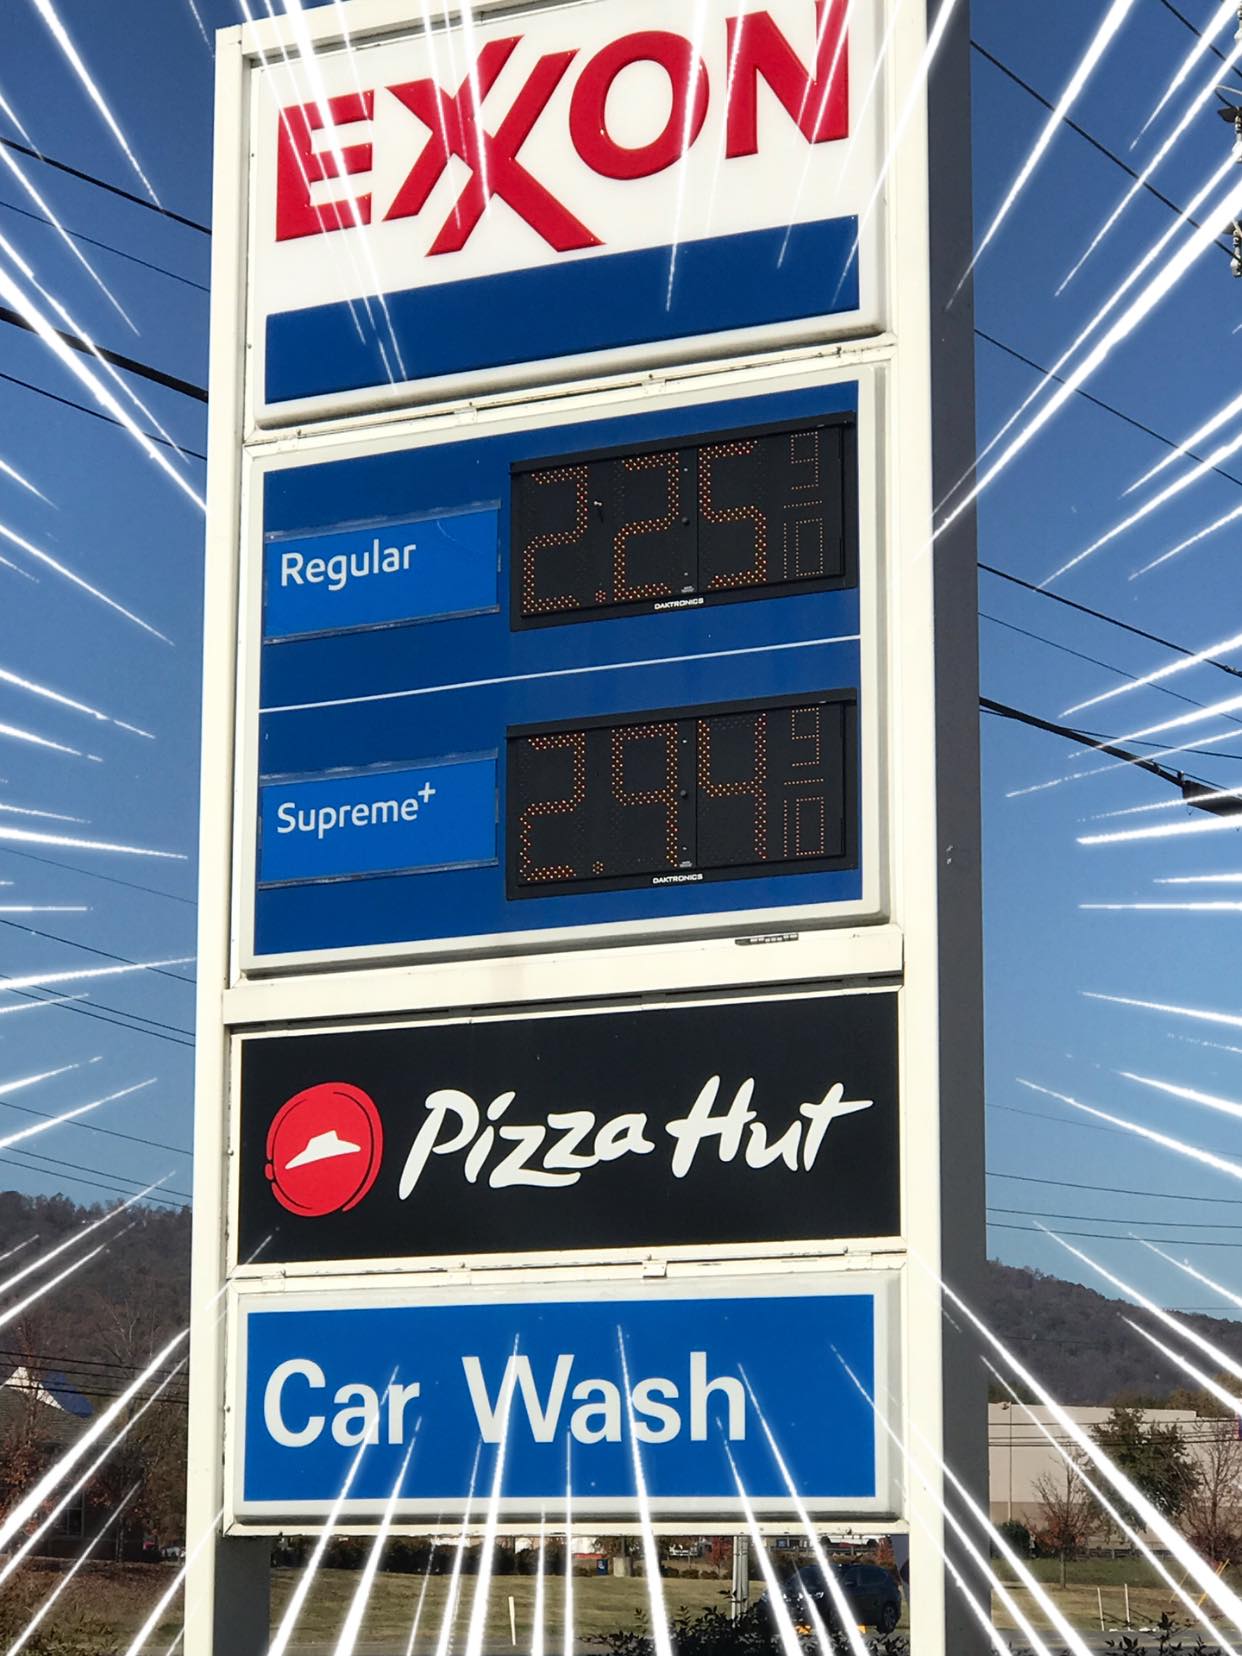 EXXON
Regular
2.25 9/10
DAKTRONICS
Supreme+
2.94 9/10
DAKTRONICS
Pizza Hut
Car Wash